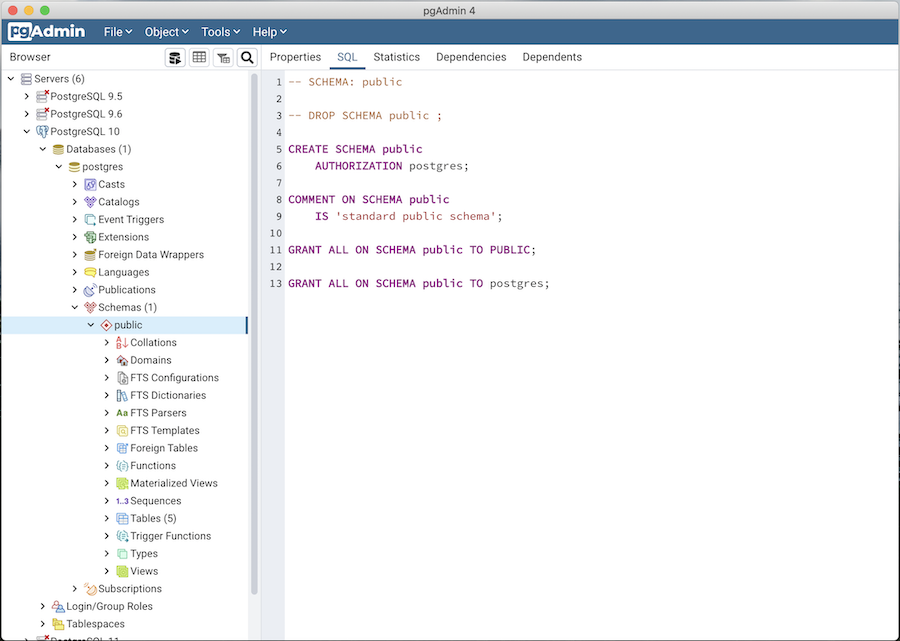 pgAdmin 4
pgAdmin File Object Tools Help
Browser Properties SQL Statistics Dependencies Dependents
Servers (6)
PostgreSQL 9.5
PostgreSQL 9.6
PostgreSQL 10
Databases (1)
postgres
Casts
Catalogs
Event Triggers
Extensions
Foreign Data Wrappers
Languages
Publications
Schemas (1)
public
Collations
Domains
FTS Configurations
FTS Dictionaries
Aa FTS Parsers
FTS Templates
Foreign Tables
Functions
Materialized Views
1..3 Sequences
Tables (5)
Trigger Functions
Types
Views
Subscriptions
Login/Group Roles
Tablespaces
PostgreSQL 11
1 -- SCHEMA: public
2
3 -- DROP SCHEMA public ;
4
5 CREATE SCHEMA public
6 AUTHORIZATION postgres;
7
8 COMMENT ON SCHEMA public
9 IS 'standard public schema';
10
11 GRANT ALL ON SCHEMA public TO PUBLIC;
12
13 GRANT ALL ON SCHEMA public TO postgres;